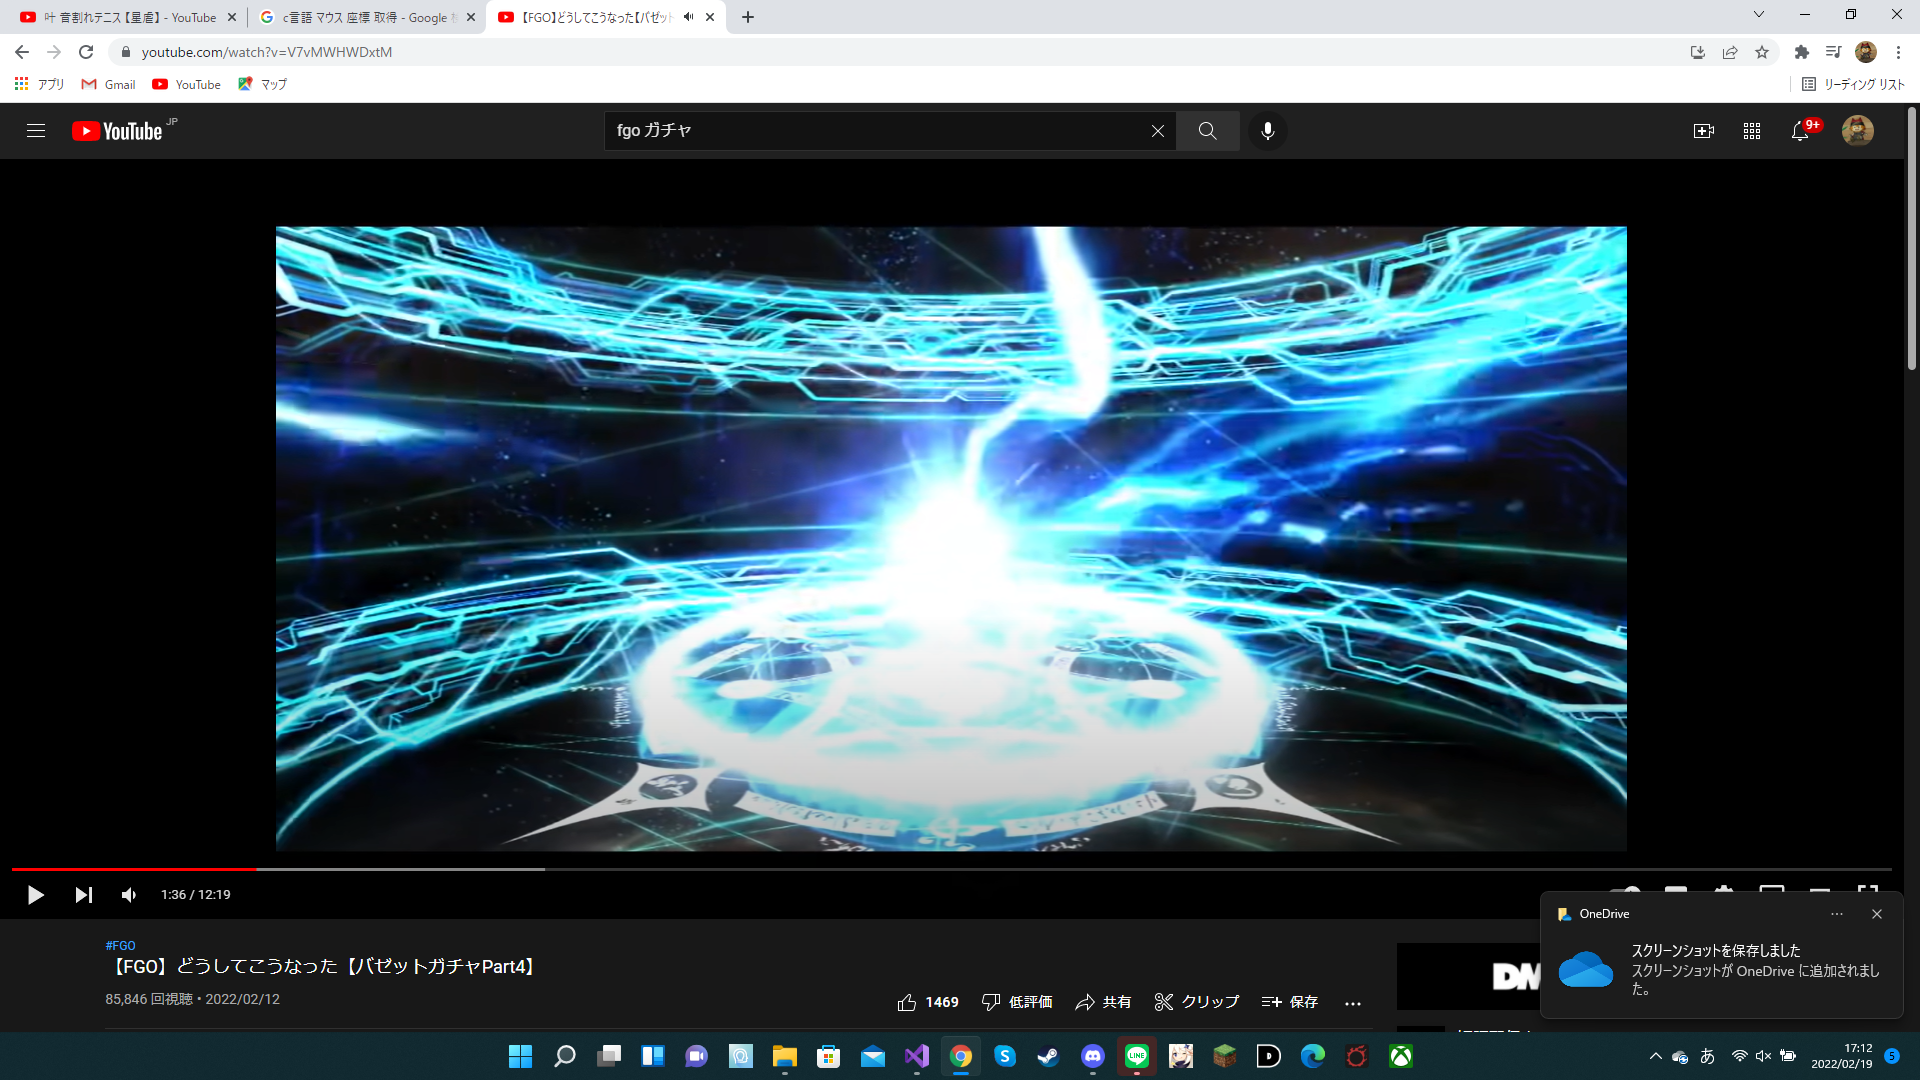 叶 音割れテニス【星虐】 - YouTube
c言語 マウス 座標 取得 - Google
【FGO】どうしてこうなった【バゼット
youtube.com/watch?v=V7vMWHWDxtM
アプリ
Gmail
YouTube
マップ
リーディング リスト
YouTube JP
fgo ガチャ
9+
1:36 / 12:19
#FGO
【FGO】どうしてこうなった【バゼットガチャPart4】
85,846 回視聴・2022/02/12
1469
低評価
共有
クリップ
保存
OneDrive
スクリーンショットを保存しました
スクリーンショットが OneDrive に追加されまし
た。
LINE
あ
17:12
2022/02/19
5